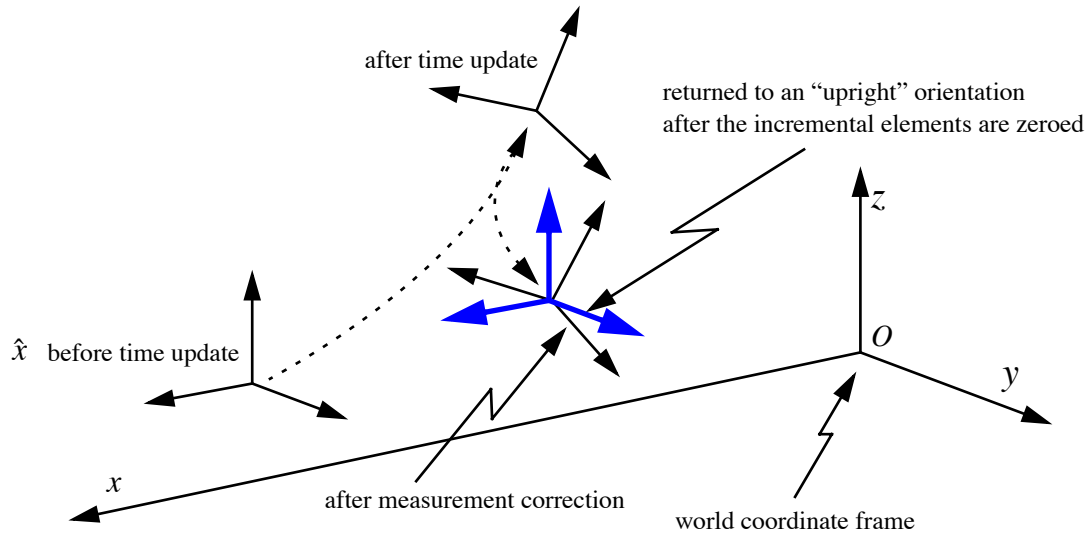 after time update
returned to an “upright” orientation
after the incremental elements are zeroed
z
O
x̂ before time update
y
x
after measurement correction
world coordinate frame